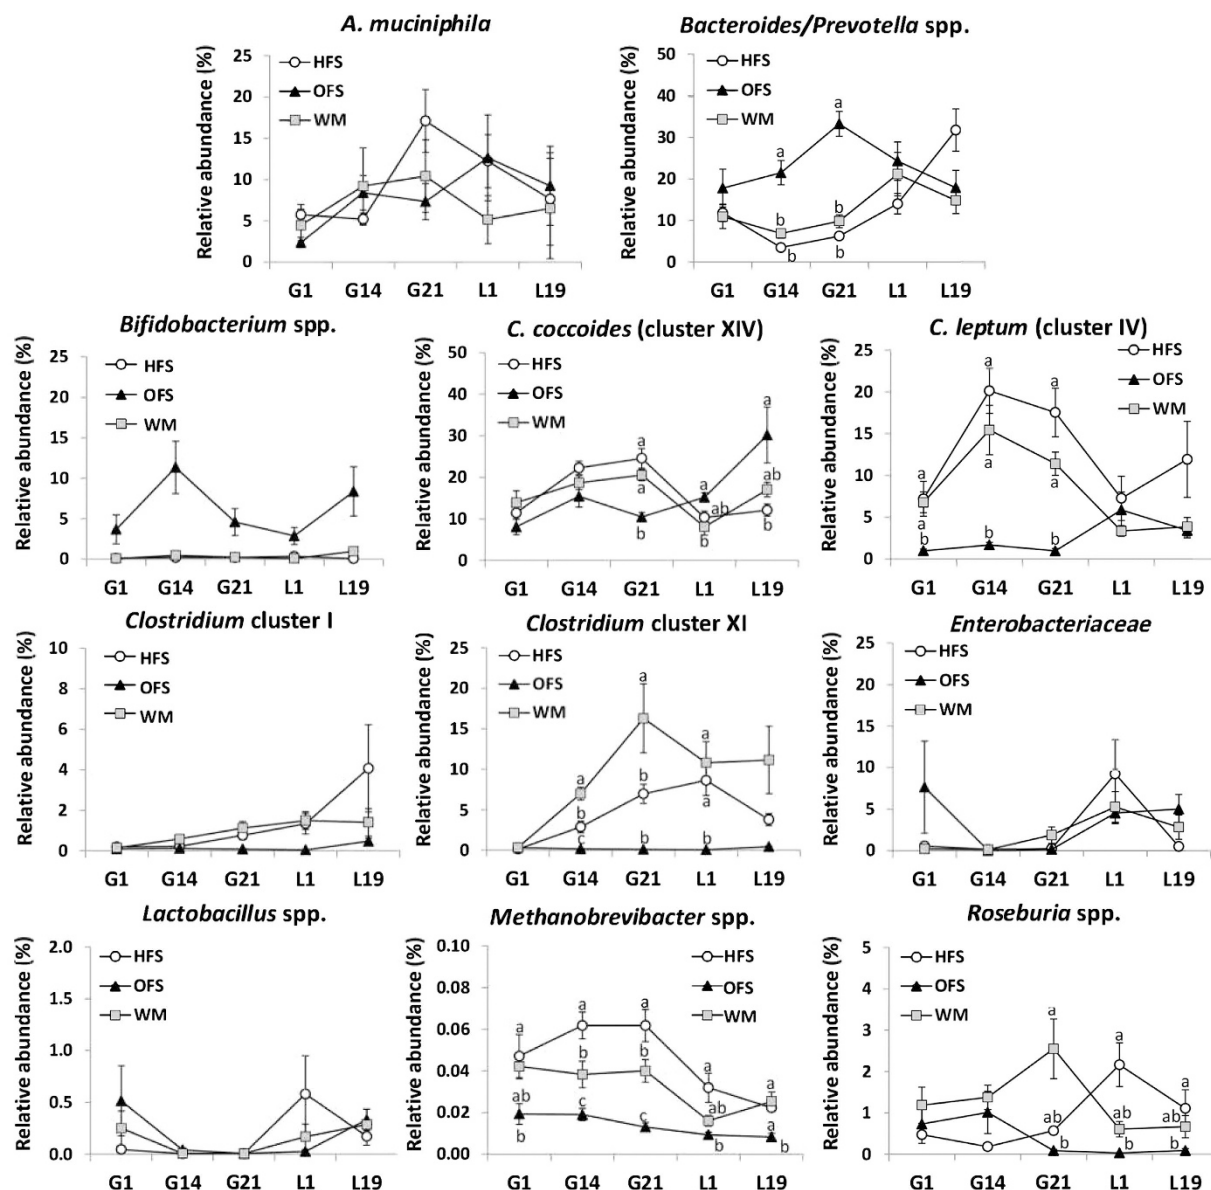 A. muciniphila
Relative abundance (%)
25
20
15
10
5
0
HFS
OFS
WM
G1 G14 G21 L1 L19
Bacteroides/Prevotella spp.
Relative abundance (%)
50
40
30
20
10
0
HFS
OFS
WM
a
a
b
b
b
b
G1 G14 G21 L1 L19
Bifidobacterium spp.
Relative abundance (%)
25
20
15
10
5
0
HFS
OFS
WM
G1 G14 G21 L1 L19
C. coccoides (cluster XIV)
Relative abundance (%)
50
40
30
20
10
0
HFS
OFS
WM
a
a
b
a
ab
b
a
ab
b
G1 G14 G21 L1 L19
C. leptum (cluster IV)
Relative abundance (%)
25
20
15
10
5
0
HFS
OFS
WM
a
a
b
a
a
b
a
a
b
G1 G14 G21 L1 L19
Clostridium cluster I
Relative abundance (%)
10
8
6
4
2
0
HFS
OFS
WM
G1 G14 G21 L1 L19
Clostridium cluster XI
Relative abundance (%)
25
20
15
10
5
0
HFS
OFS
WM
a
b
c
a
b
b
a
a
b
G1 G14 G21 L1 L19
Enterobacteriaceae
Relative abundance (%)
25
20
15
10
5
0
HFS
OFS
WM
G1 G14 G21 L1 L19
Lactobacillus spp.
Relative abundance (%)
2.0
1.5
1.0
0.5
0.0
HFS
OFS
WM
G1 G14 G21 L1 L19
Methanobrevibacter spp.
Relative abundance (%)
0.10
0.08
0.06
0.04
0.02
0.00
HFS
OFS
WM
a
ab
b
a
b
c
a
b
c
a
ab
b
a
b
G1 G14 G21 L1 L19
Roseburia spp.
Relative abundance (%)
5
4
3
2
1
0
HFS
OFS
WM
a
ab
b
a
ab
b
a
ab
b
G1 G14 G21 L1 L19